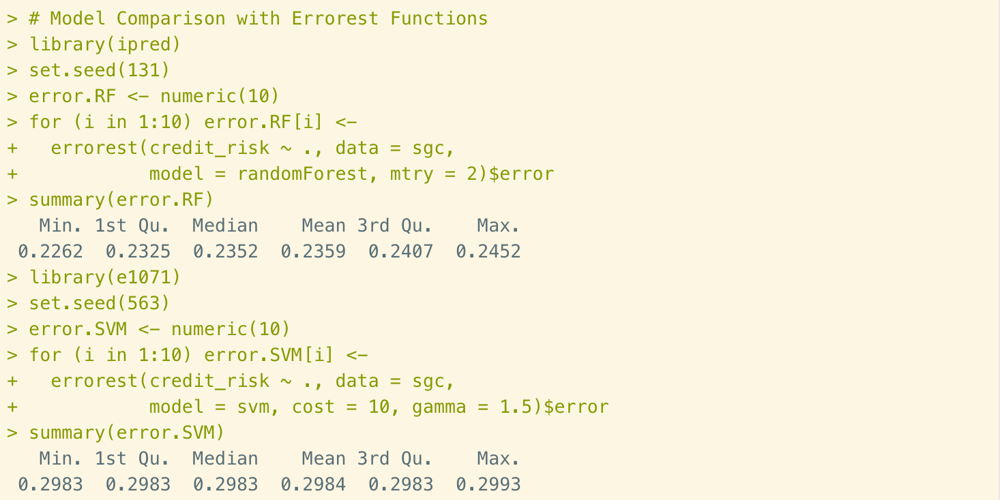 > # Model Comparison with Errorest Functions
> library(ipred)
> set.seed(131)
> error.RF <- numeric(10)
> for (i in 1:10) error.RF[i] <-
+   errorest(credit_risk ~ ., data = sgc,
+            model = randomForest, mtry = 2)$error
> summary(error.RF)
   Min. 1st Qu.  Median    Mean 3rd Qu.    Max.
 0.2262  0.2325  0.2352  0.2359  0.2407  0.2452
> library(e1071)
> set.seed(563)
> error.SVM <- numeric(10)
> for (i in 1:10) error.SVM[i] <-
+   errorest(credit_risk ~ ., data = sgc,
+            model = svm, cost = 10, gamma = 1.5)$error
> summary(error.SVM)
   Min. 1st Qu.  Median    Mean 3rd Qu.    Max.
 0.2983  0.2983  0.2983  0.2984  0.2983  0.2993